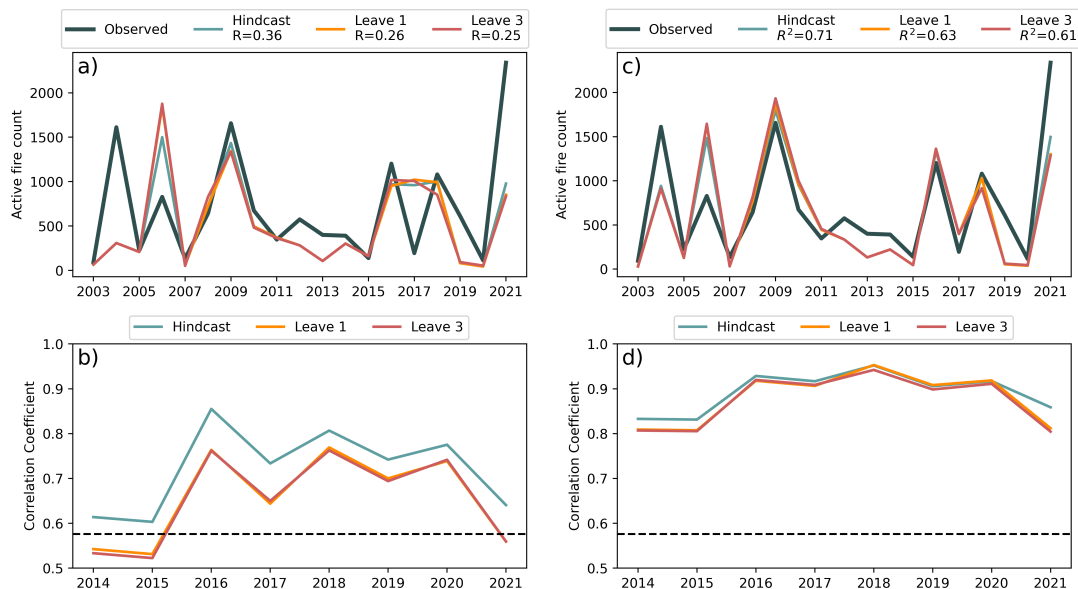 Observed
Hindcast
R=0.36
Leave 1
R=0.26
Leave 3
R=0.25
a)
Active fire count
2000
1500
1000
500
0
2003 2005 2007 2009 2011 2013 2015 2017 2019 2021
Observed
Hindcast
R²=0.71
Leave 1
R²=0.63
Leave 3
R²=0.61
c)
Active fire count
2000
1500
1000
500
0
2003 2005 2007 2009 2011 2013 2015 2017 2019 2021
Hindcast Leave 1 Leave 3
b)
Correlation Coefficient
1.0
0.9
0.8
0.7
0.6
0.5
2014 2015 2016 2017 2018 2019 2020 2021
Hindcast Leave 1 Leave 3
d)
Correlation Coefficient
1.0
0.9
0.8
0.7
0.6
0.5
2014 2015 2016 2017 2018 2019 2020 2021